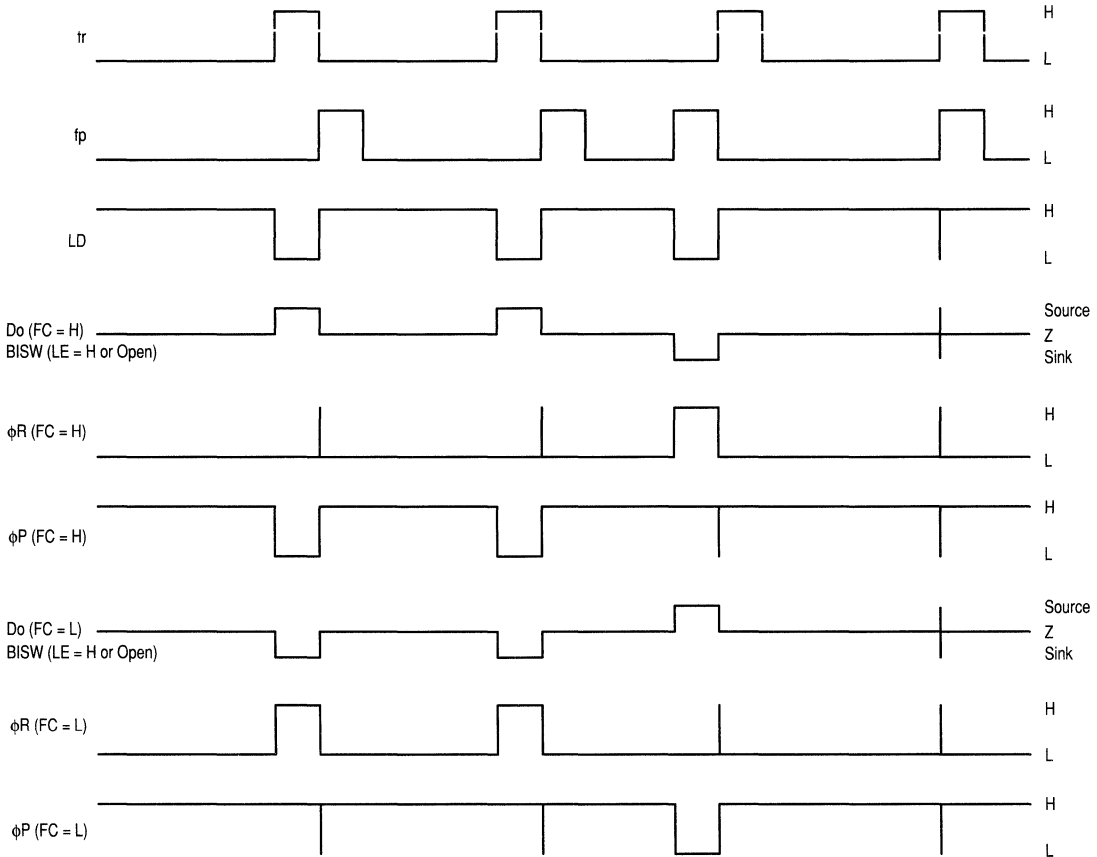 H
fr
L
H
fp
L
H
LD
L
Source
Do (FC = H)
Z
BISW (LE = H or Open)
Sink
H
ϕR (FC = H)
L
H
ϕP (FC = H)
L
Source
Do (FC = L)
Z
BISW (LE = H or Open)
Sink
H
ϕR (FC = L)
L
H
ϕP (FC = L)
L